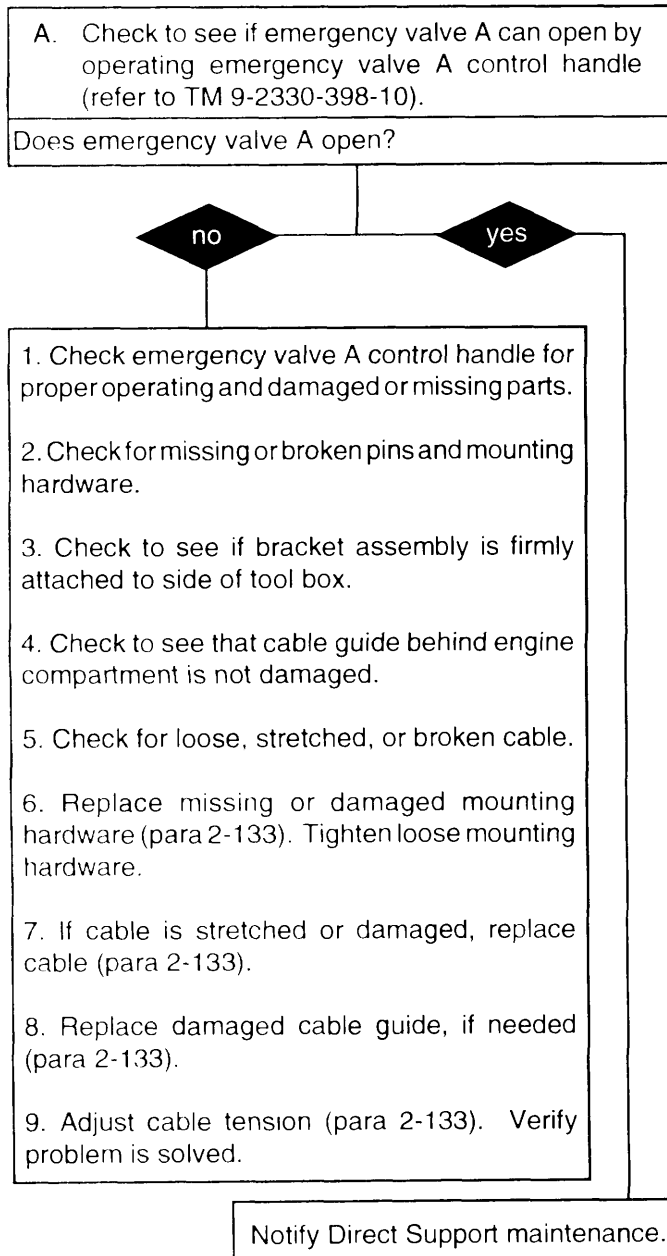 A. Check to see if emergency valve A can open by
operating emergency valve A control handle
(refer to TM 9-2330-398-10).
Does emergency valve A open?
no
yes
1. Check emergency valve A control handle for
proper operating and damaged or missing parts.
2. Check for missing or broken pins and mounting
hardware.
3. Check to see if bracket assembly is firmly
attached to side of tool box.
4. Check to see that cable guide behind engine
compartment is not damaged.
5. Check for loose, stretched, or broken cable.
6. Replace missing or damaged mounting
hardware (para 2-133). Tighten loose mounting
hardware.
7. If cable is stretched or damaged, replace
cable (para 2-133).
8. Replace damaged cable guide, if needed
(para 2-133).
9. Adjust cable tension (para 2-133). Verify
problem is solved.
Notify Direct Support maintenance.